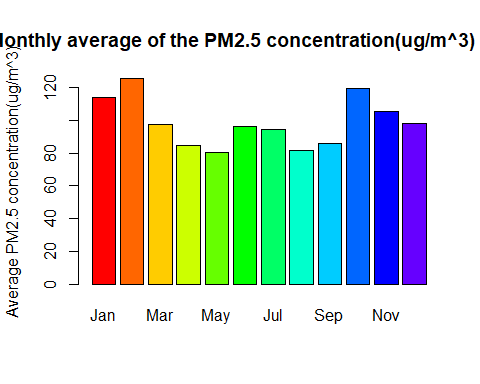 onthly average of the PM2.5 concentration(ug/m^3)
Average PM2.5 concentration(ug/m^3)
120
80
60
40
20
0
Jan Mar May Jul Sep Nov